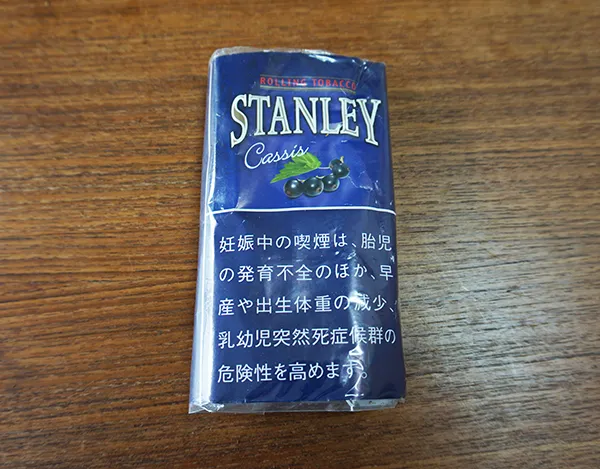 ROLLING TOBACCO
STANLEY
Cassis
妊娠中の喫煙は、胎児
の発育不全のほか、早
産や出生体重の減少、
乳幼児突然死症候群の
危険性を高めます。